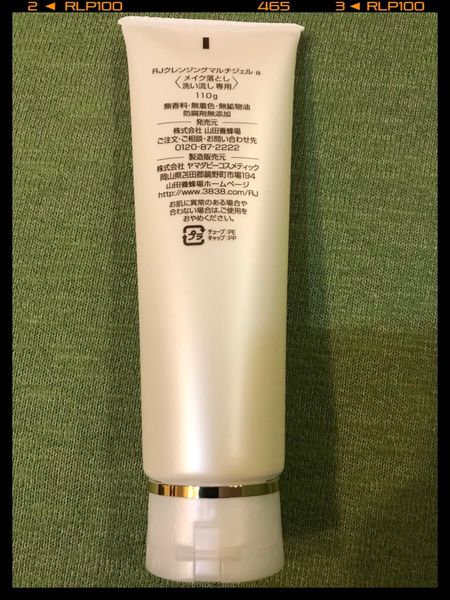 2 ◄ RLP100 465 3 ◄ RLP100
RJクレンジングマルチジェル a
〈メイク落とし〉
〈洗い流し専用〉
110g
無香料・無着色・無鉱物油
防腐剤無添加
発売元
株式会社 山田養蜂場
ご注文・ご相談・お問い合わせ先
0120-87-2222
製造販売元
株式会社 ヤマダビーコスメティック
岡山県苫田郡鏡野町市場194
山田養蜂場ホームページ
http://www.3838.com/RJ
お肌に異常のある場合や
合わない場合は、ご使用を
おやめください。
プラ
チューブ:PE
キャップ:PP